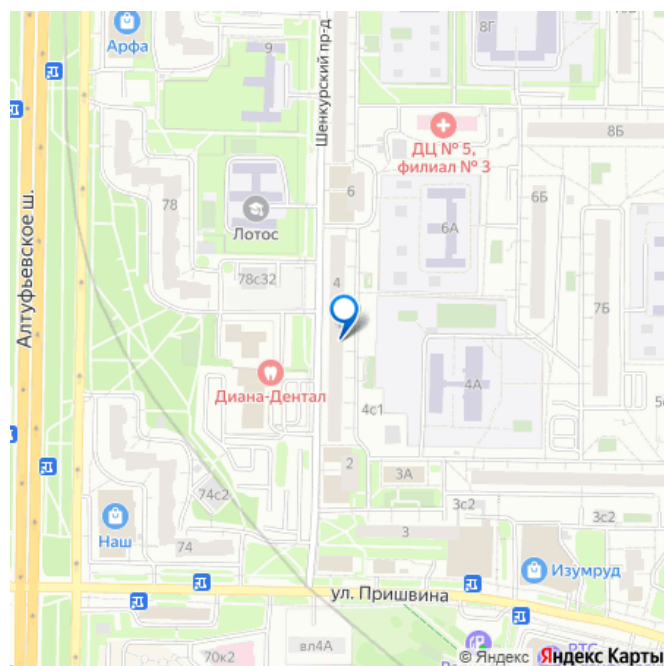 8Г
Арфа
9
Шенкурский пр-д
8Б
ДЦ № 5,
филиал № 3
6
6Б
78
6А
Лотос
Алтуфьевское ш.
78с32
4
7Б
Диана-Дентал
4А
4с1
2
3А
74с2
3с2
3с2
Наш
74
3
Изумруд
ул. Пришвина
вл4А
70к2
РТС
© Яндекс Яндекс Карты